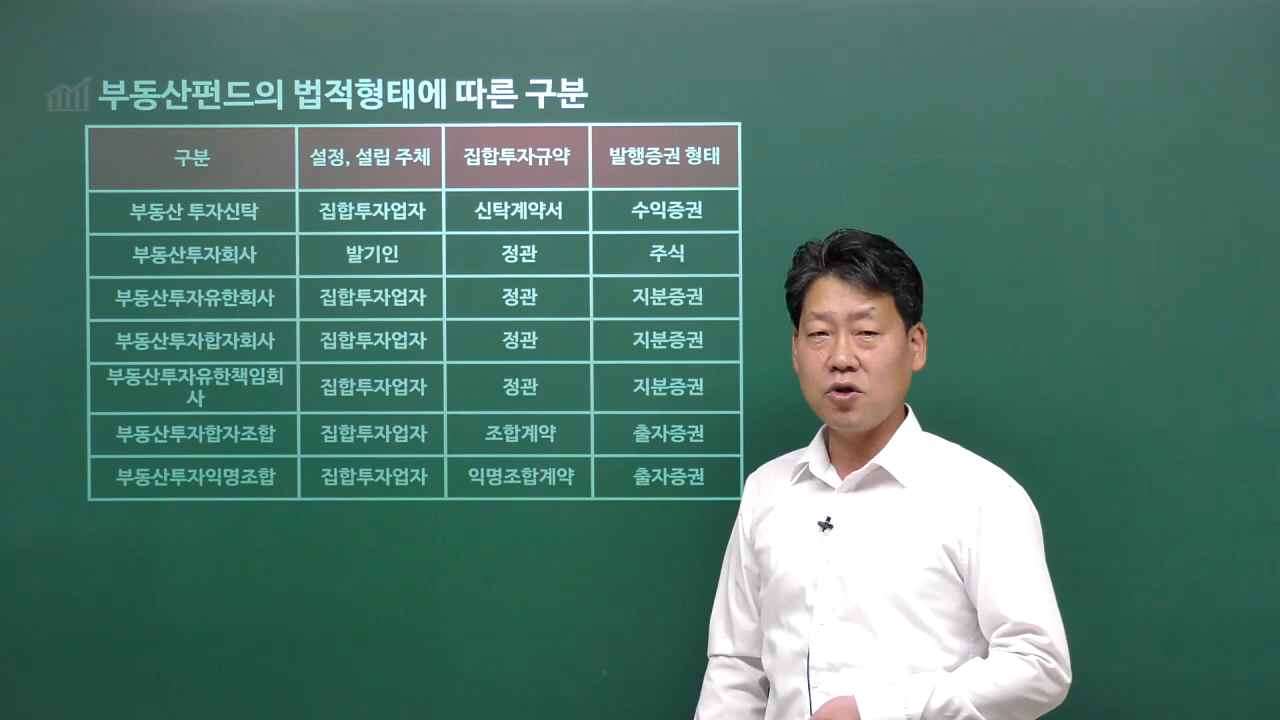 부동산펀드의 법적형태에 따른 구분
구분 설정, 설립 주체 집합투자규약 발행증권 형태
부동산 투자신탁 집합투자업자 신탁계약서 수익증권
부동산투자회사 발기인 정관 주식
부동산투자유한회사 집합투자업자 정관 지분증권
부동산투자합자회사 집합투자업자 정관 지분증권
부동산투자유한책임회
사 집합투자업자 정관 지분증권
부동산투자합자조합 집합투자업자 조합계약 출자증권
부동산투자익명조합 집합투자업자 익명조합계약 출자증권